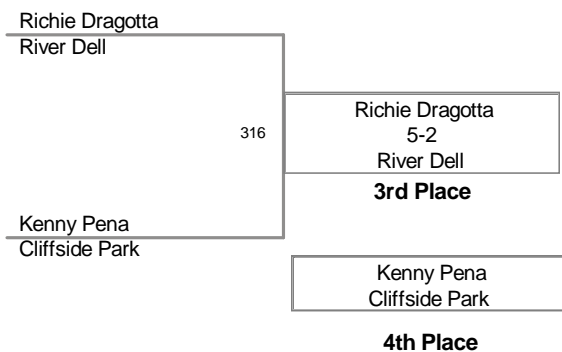 Richie Dragotta
River Dell
316
Richie Dragotta
5-2
River Dell
3rd Place
Kenny Pena
Cliffside Park
Kenny Pena
Cliffside Park
4th Place